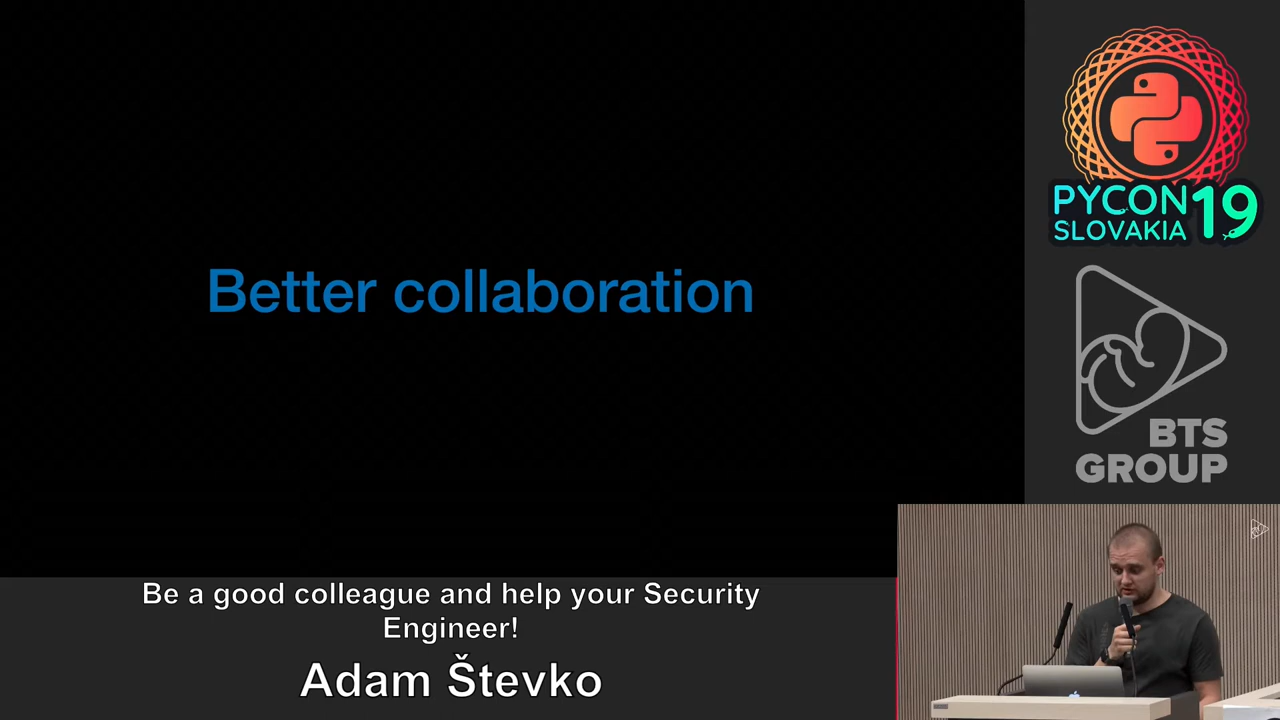 Better collaboration
PYCON 19
SLOVAKIA
BTS
GROUP
Be a good colleague and help your Security
Engineer!
Adam Števko